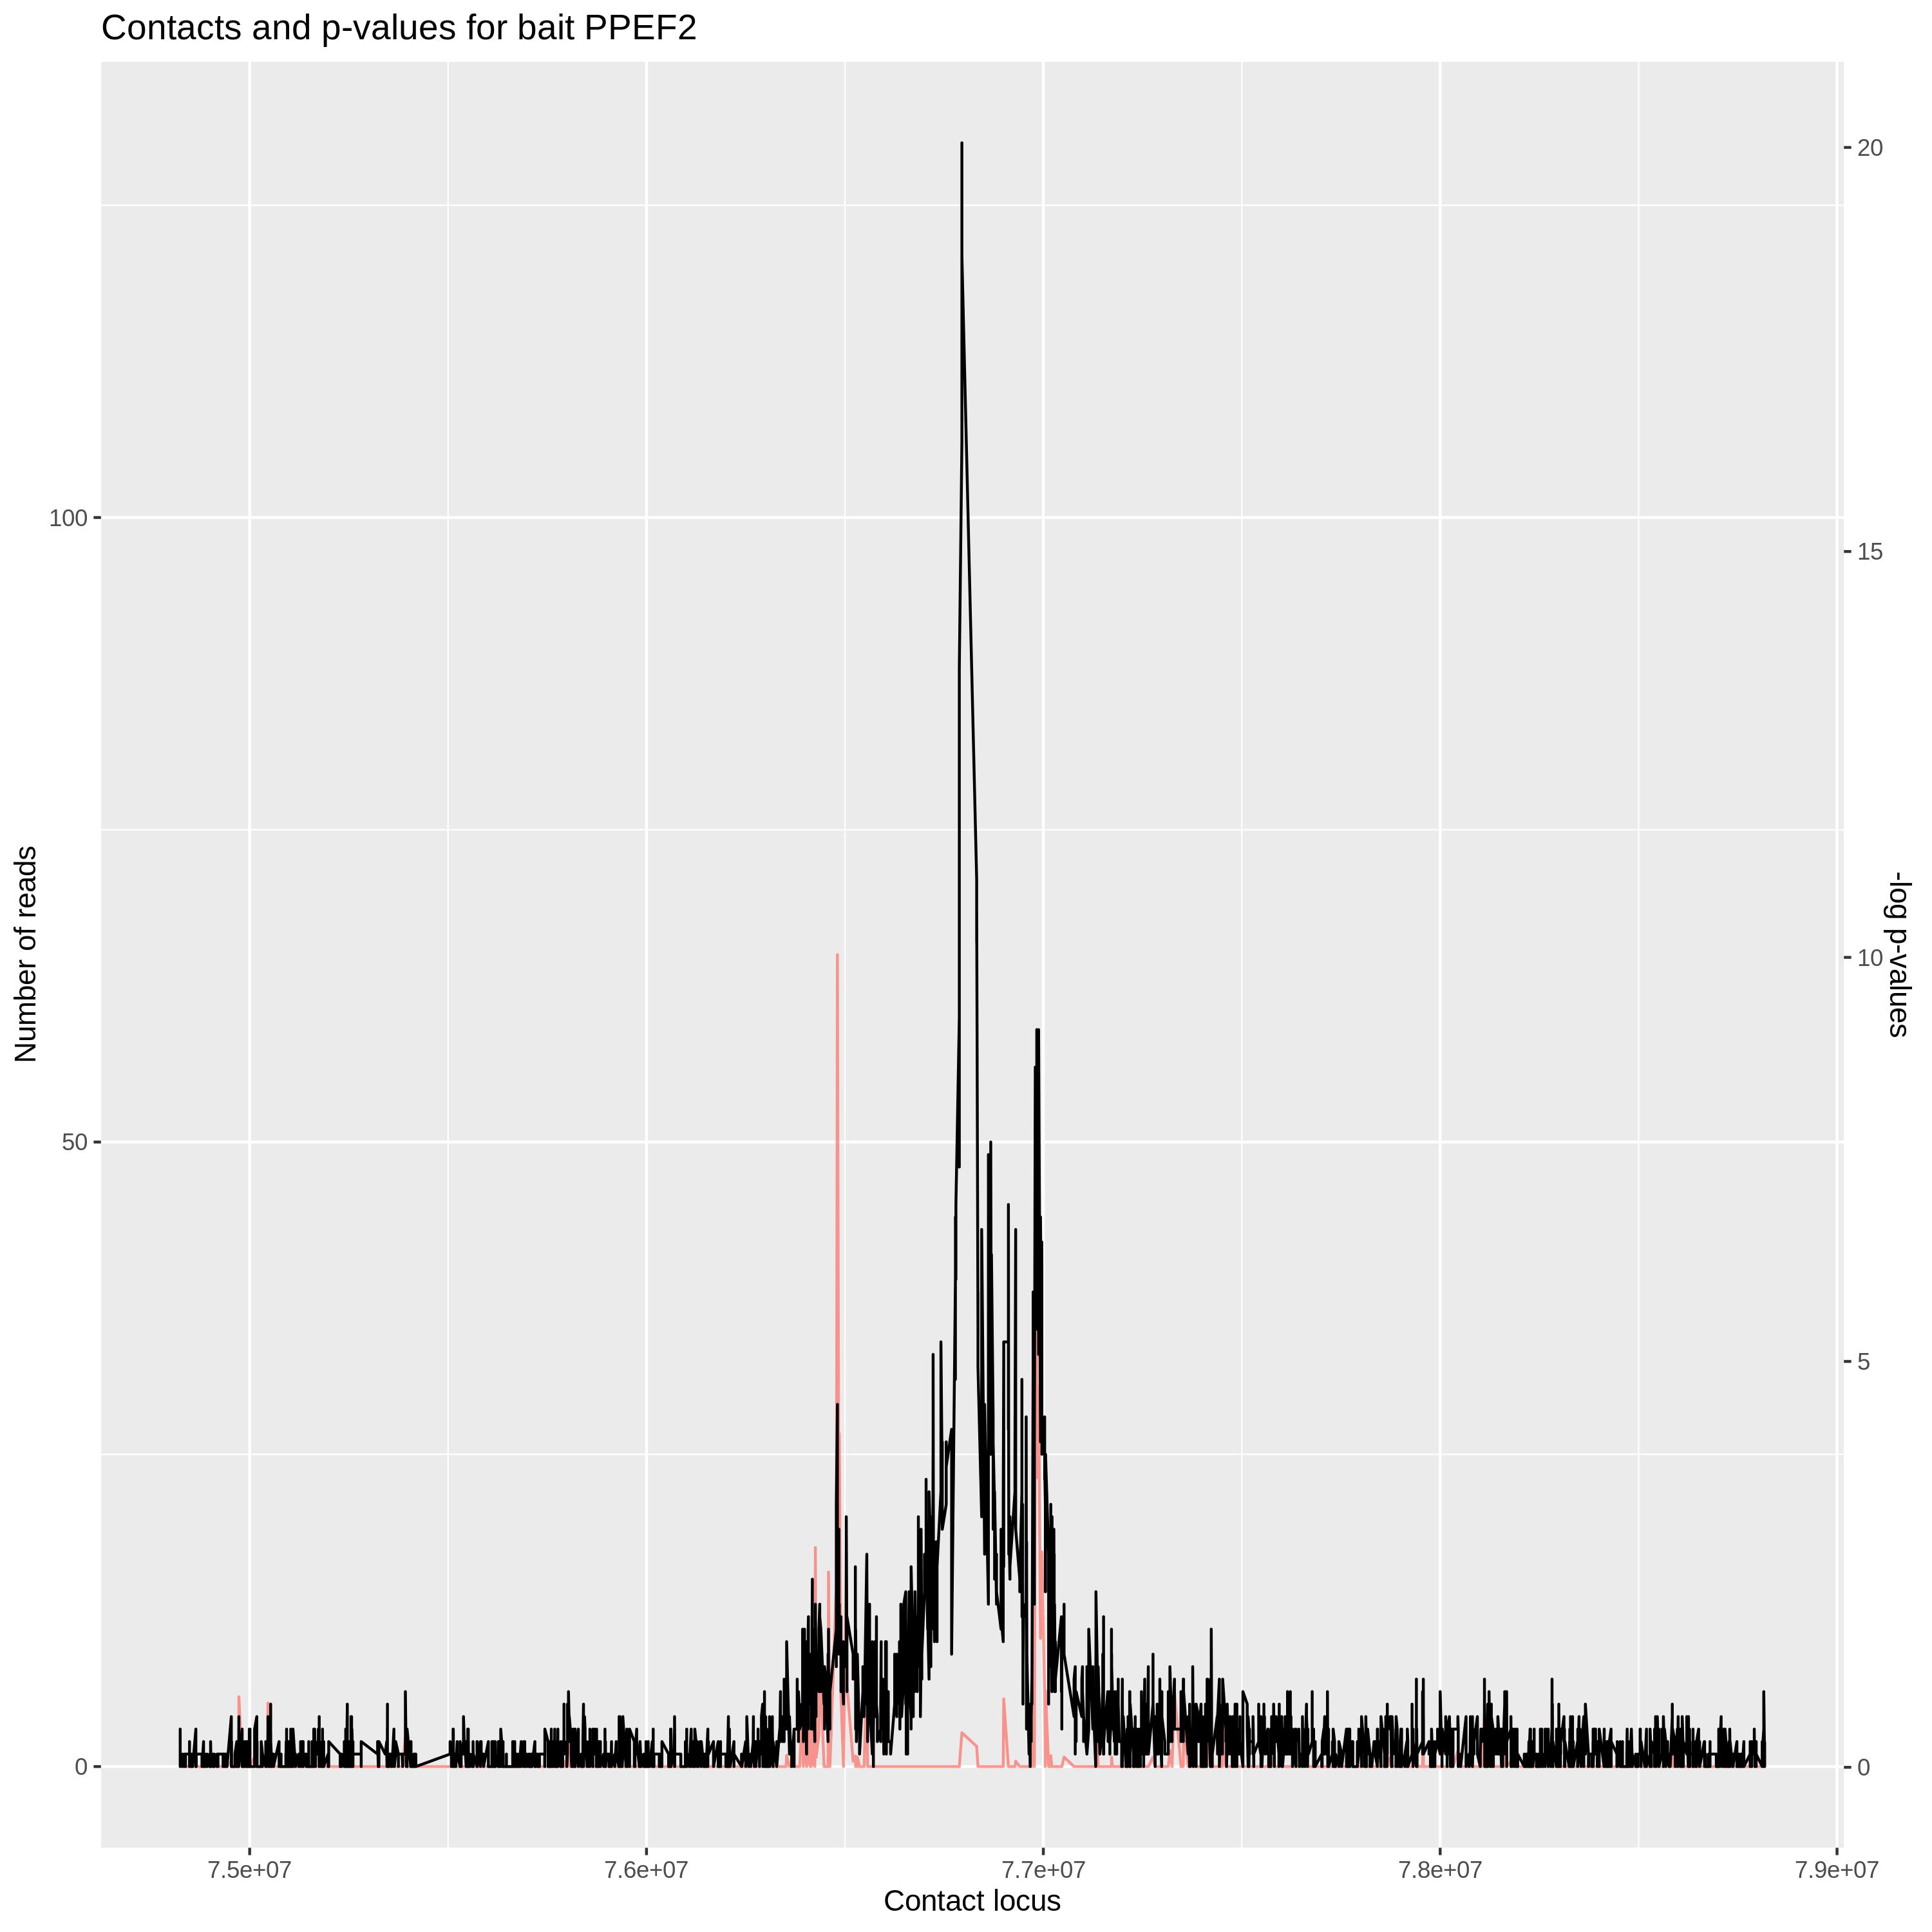 Contacts and p-values for bait PPEF2
Number of reads
100
50
0
20
15
10
5
0
-log p-values
7.5e+07
7.6e+07
7.7e+07
7.8e+07
7.9e+07
Contact locus